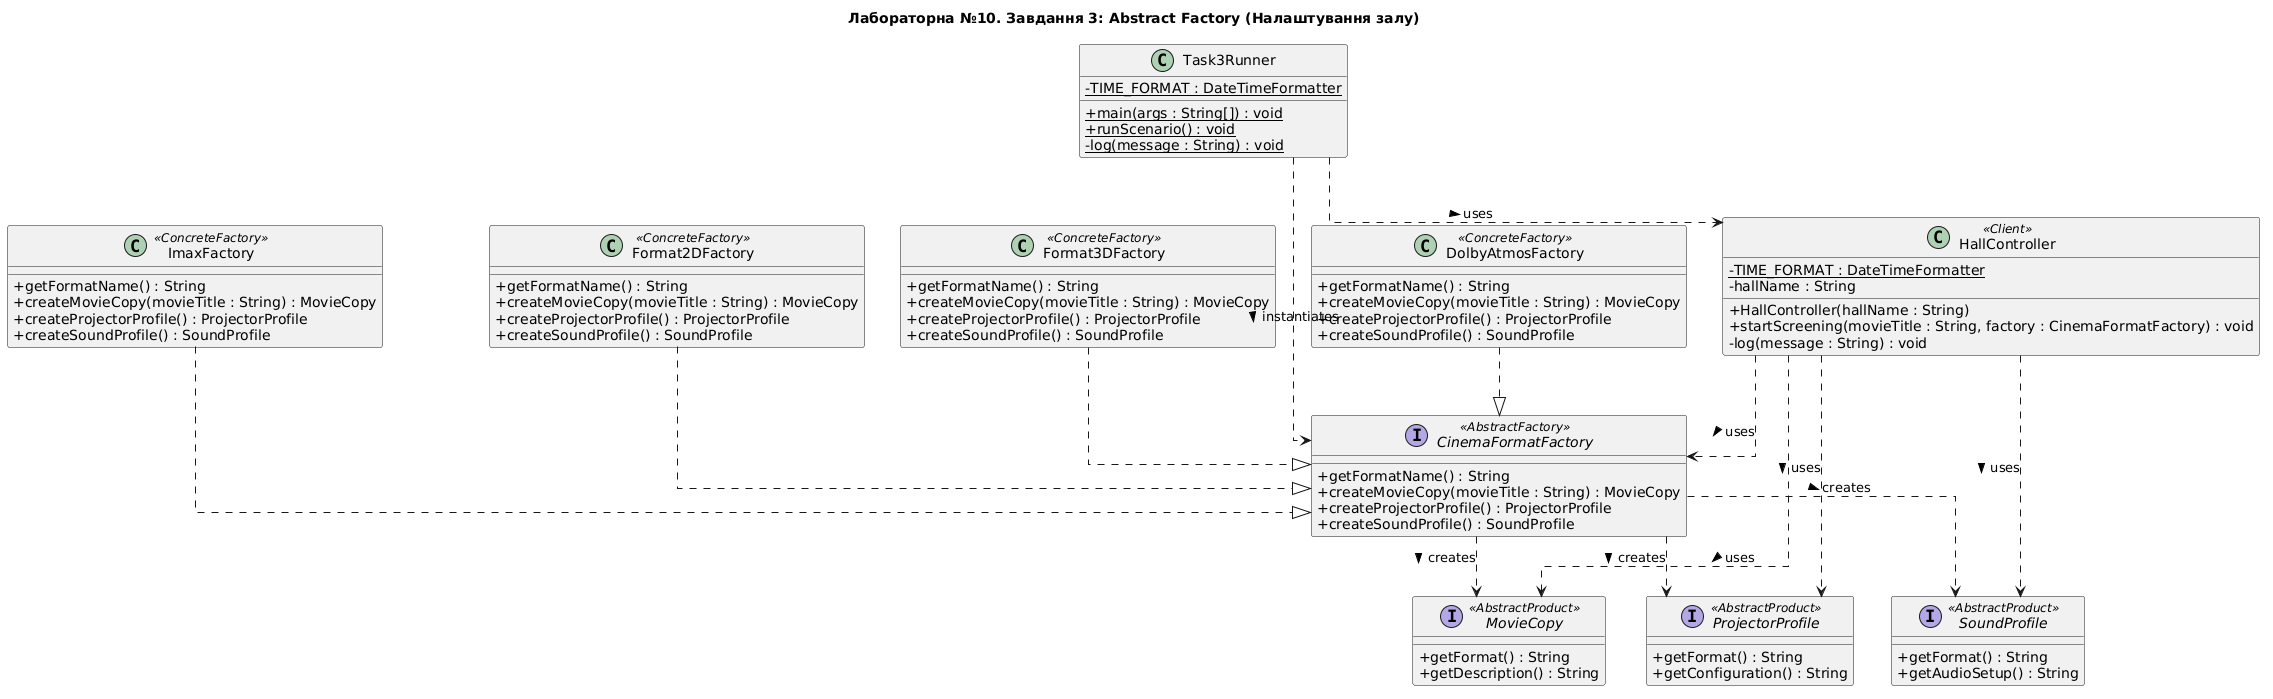 Лабораторна №10. Завдання 3: Abstract Factory (Налаштування залу)
C Task3Runner
-TIME_FORMAT : DateTimeFormatter
+main(args : String[]) : void
+runScenario() : void
-log(message : String) : void
uses
C «ConcreteFactory»
ImaxFactory
+getFormatName() : String
+createMovieCopy(movieTitle : String) : MovieCopy
+createProjectorProfile() : ProjectorProfile
+createSoundProfile() : SoundProfile
C «ConcreteFactory»
Format2DFactory
+getFormatName() : String
+createMovieCopy(movieTitle : String) : MovieCopy
+createProjectorProfile() : ProjectorProfile
+createSoundProfile() : SoundProfile
C «ConcreteFactory»
Format3DFactory
+getFormatName() : String
+createMovieCopy(movieTitle : String) : MovieCopy
+createProjectorProfile() : ProjectorProfile
+createSoundProfile() : SoundProfile
instantiates
C «ConcreteFactory»
DolbyAtmosFactory
+getFormatName() : String
+createMovieCopy(movieTitle : String) : MovieCopy
+createProjectorProfile() : ProjectorProfile
+createSoundProfile() : SoundProfile
C «Client»
HallController
-TIME_FORMAT : DateTimeFormatter
-hallName : String
+HallController(hallName : String)
+startScreening(movieTitle : String, factory : CinemaFormatFactory) : void
-log(message : String) : void
I «AbstractFactory»
CinemaFormatFactory
+getFormatName() : String
+createMovieCopy(movieTitle : String) : MovieCopy
+createProjectorProfile() : ProjectorProfile
+createSoundProfile() : SoundProfile
uses
uses
uses
creates
creates
creates
uses
I «AbstractProduct»
MovieCopy
+getFormat() : String
+getDescription() : String
I «AbstractProduct»
ProjectorProfile
+getFormat() : String
+getConfiguration() : String
I «AbstractProduct»
SoundProfile
+getFormat() : String
+getAudioSetup() : String